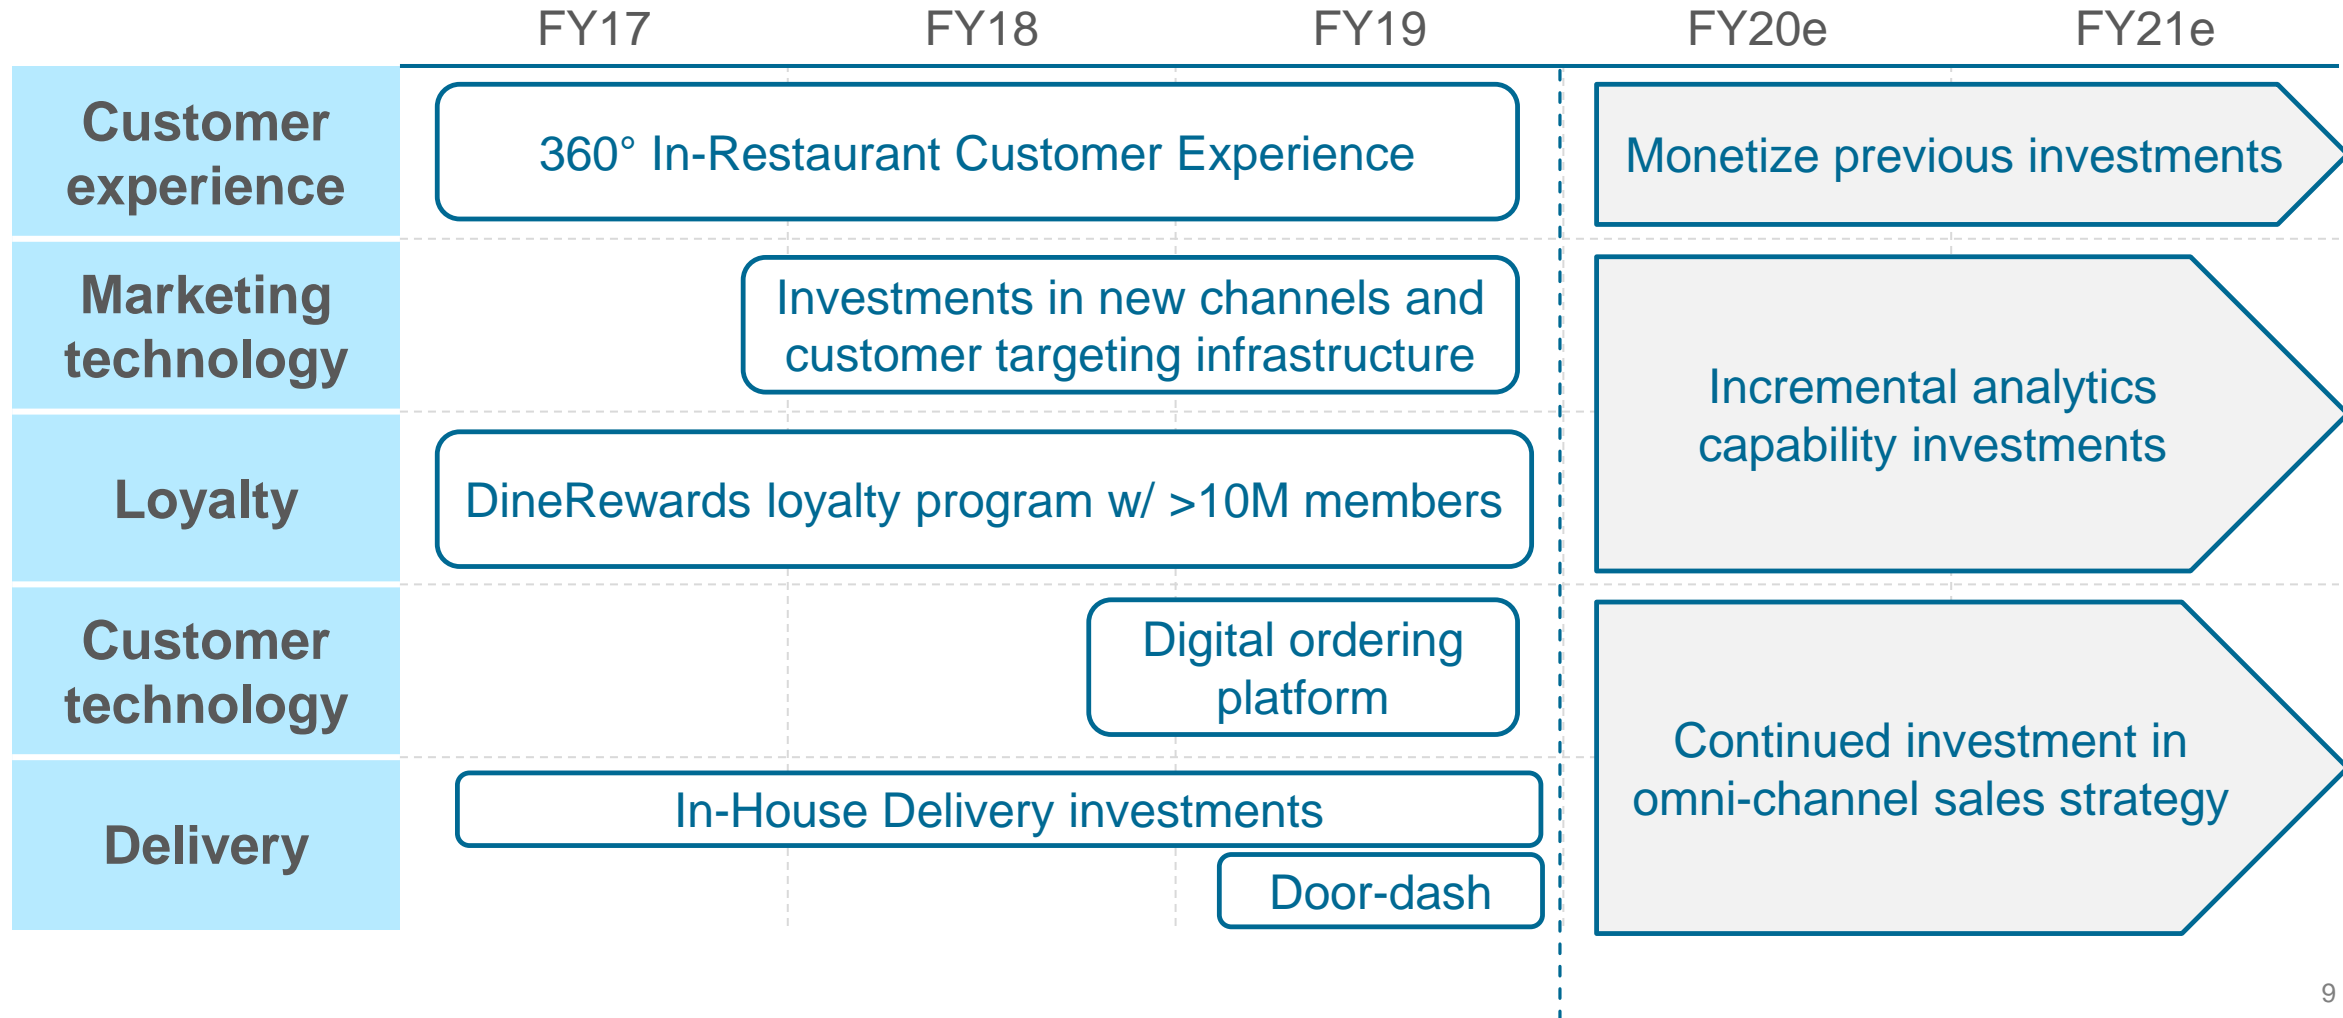 FY17 FY18 FY19 FY20e FY21e
Customer
experience
360° In-Restaurant Customer Experience
Monetize previous investments
Marketing
technology
Investments in new channels and
customer targeting infrastructure
Incremental analytics
capability investments
Loyalty
DineRewards loyalty program w/ >10M members
Customer
technology
Digital ordering
platform
Continued investment in
omni-channel sales strategy
Delivery
In-House Delivery investments
Door-dash
9